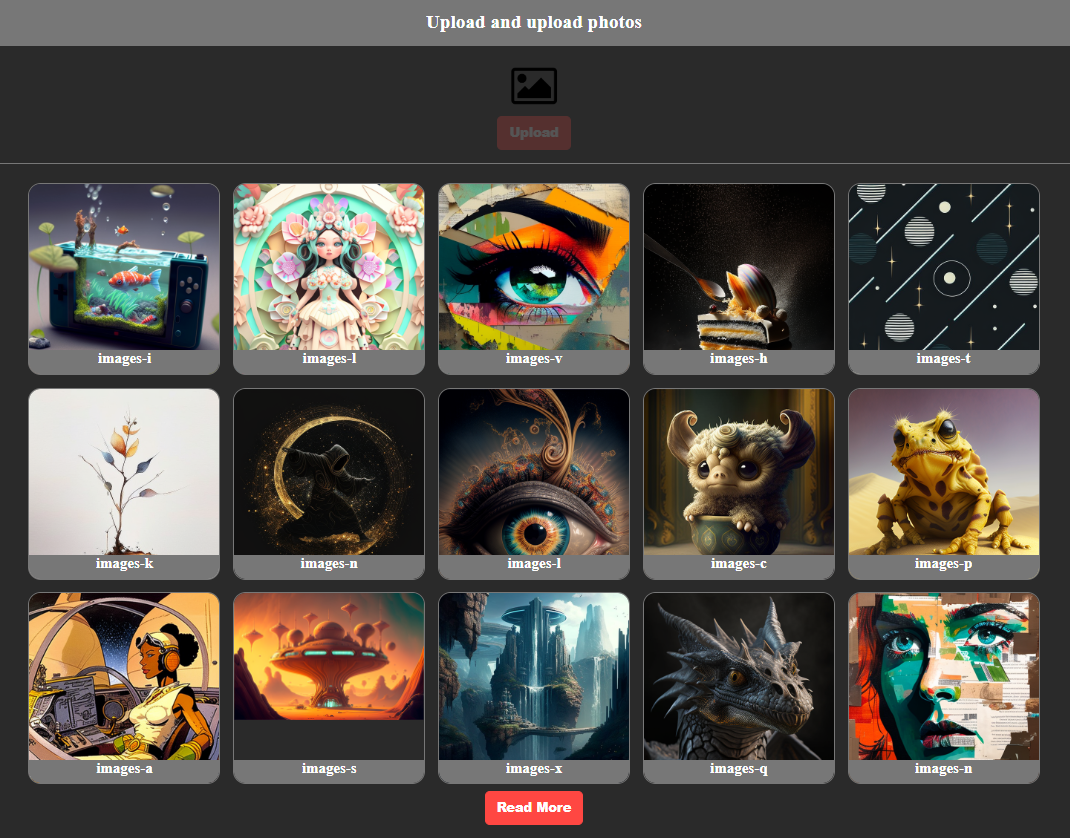 Upload and upload photos
Upload
images-i
images-l
images-v
images-h
images-t
images-k
images-n
images-l
images-c
images-p
images-a
images-s
images-x
images-q
images-n
Read More